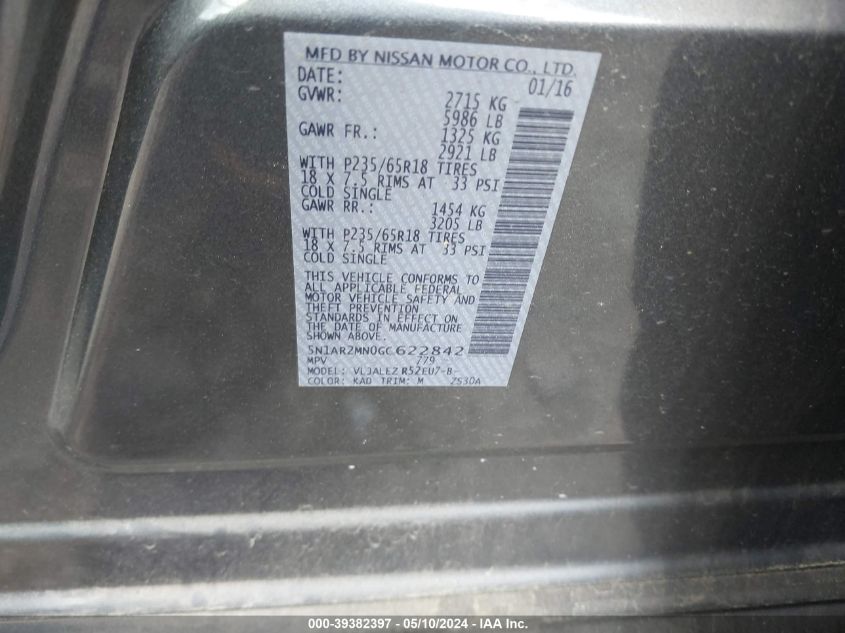 MFD BY NISSAN MOTOR CO., LTD.
DATE: 01/16
GVWR: 2715 KG
5986 LB
GAWR FR.: 1325 KG
2921 LB
WITH P235/65R18 TIRES
18 X 7.5 RIMS AT 33 PSI
COLD SINGLE
GAWR RR.: 1454 KG
3205 LB
WITH P235/65R18 TIRES
18 X 7.5 RIMS AT 33 PSI
COLD SINGLE
THIS VEHICLE CONFORMS TO
ALL APPLICABLE FEDERAL
MOTOR VEHICLE SAFETY AND
THEFT PREVENTION
STANDARDS IN EFFECT ON
THE DATE OF MANUFACTURE
SHOWN ABOVE.
5N1AR2MN0GC622842
MPV 779
MODEL: VLJALEZ R52EU7-B
COLOR: KAD TRIM: M ZS30A
000-39382397 - 05/10/2024 - IAA Inc.